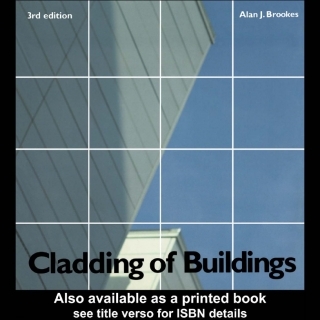 3rd edition
Alan J. Brookes
Cladding of Buildings
Also available as a printed book
see title verso for ISBN details